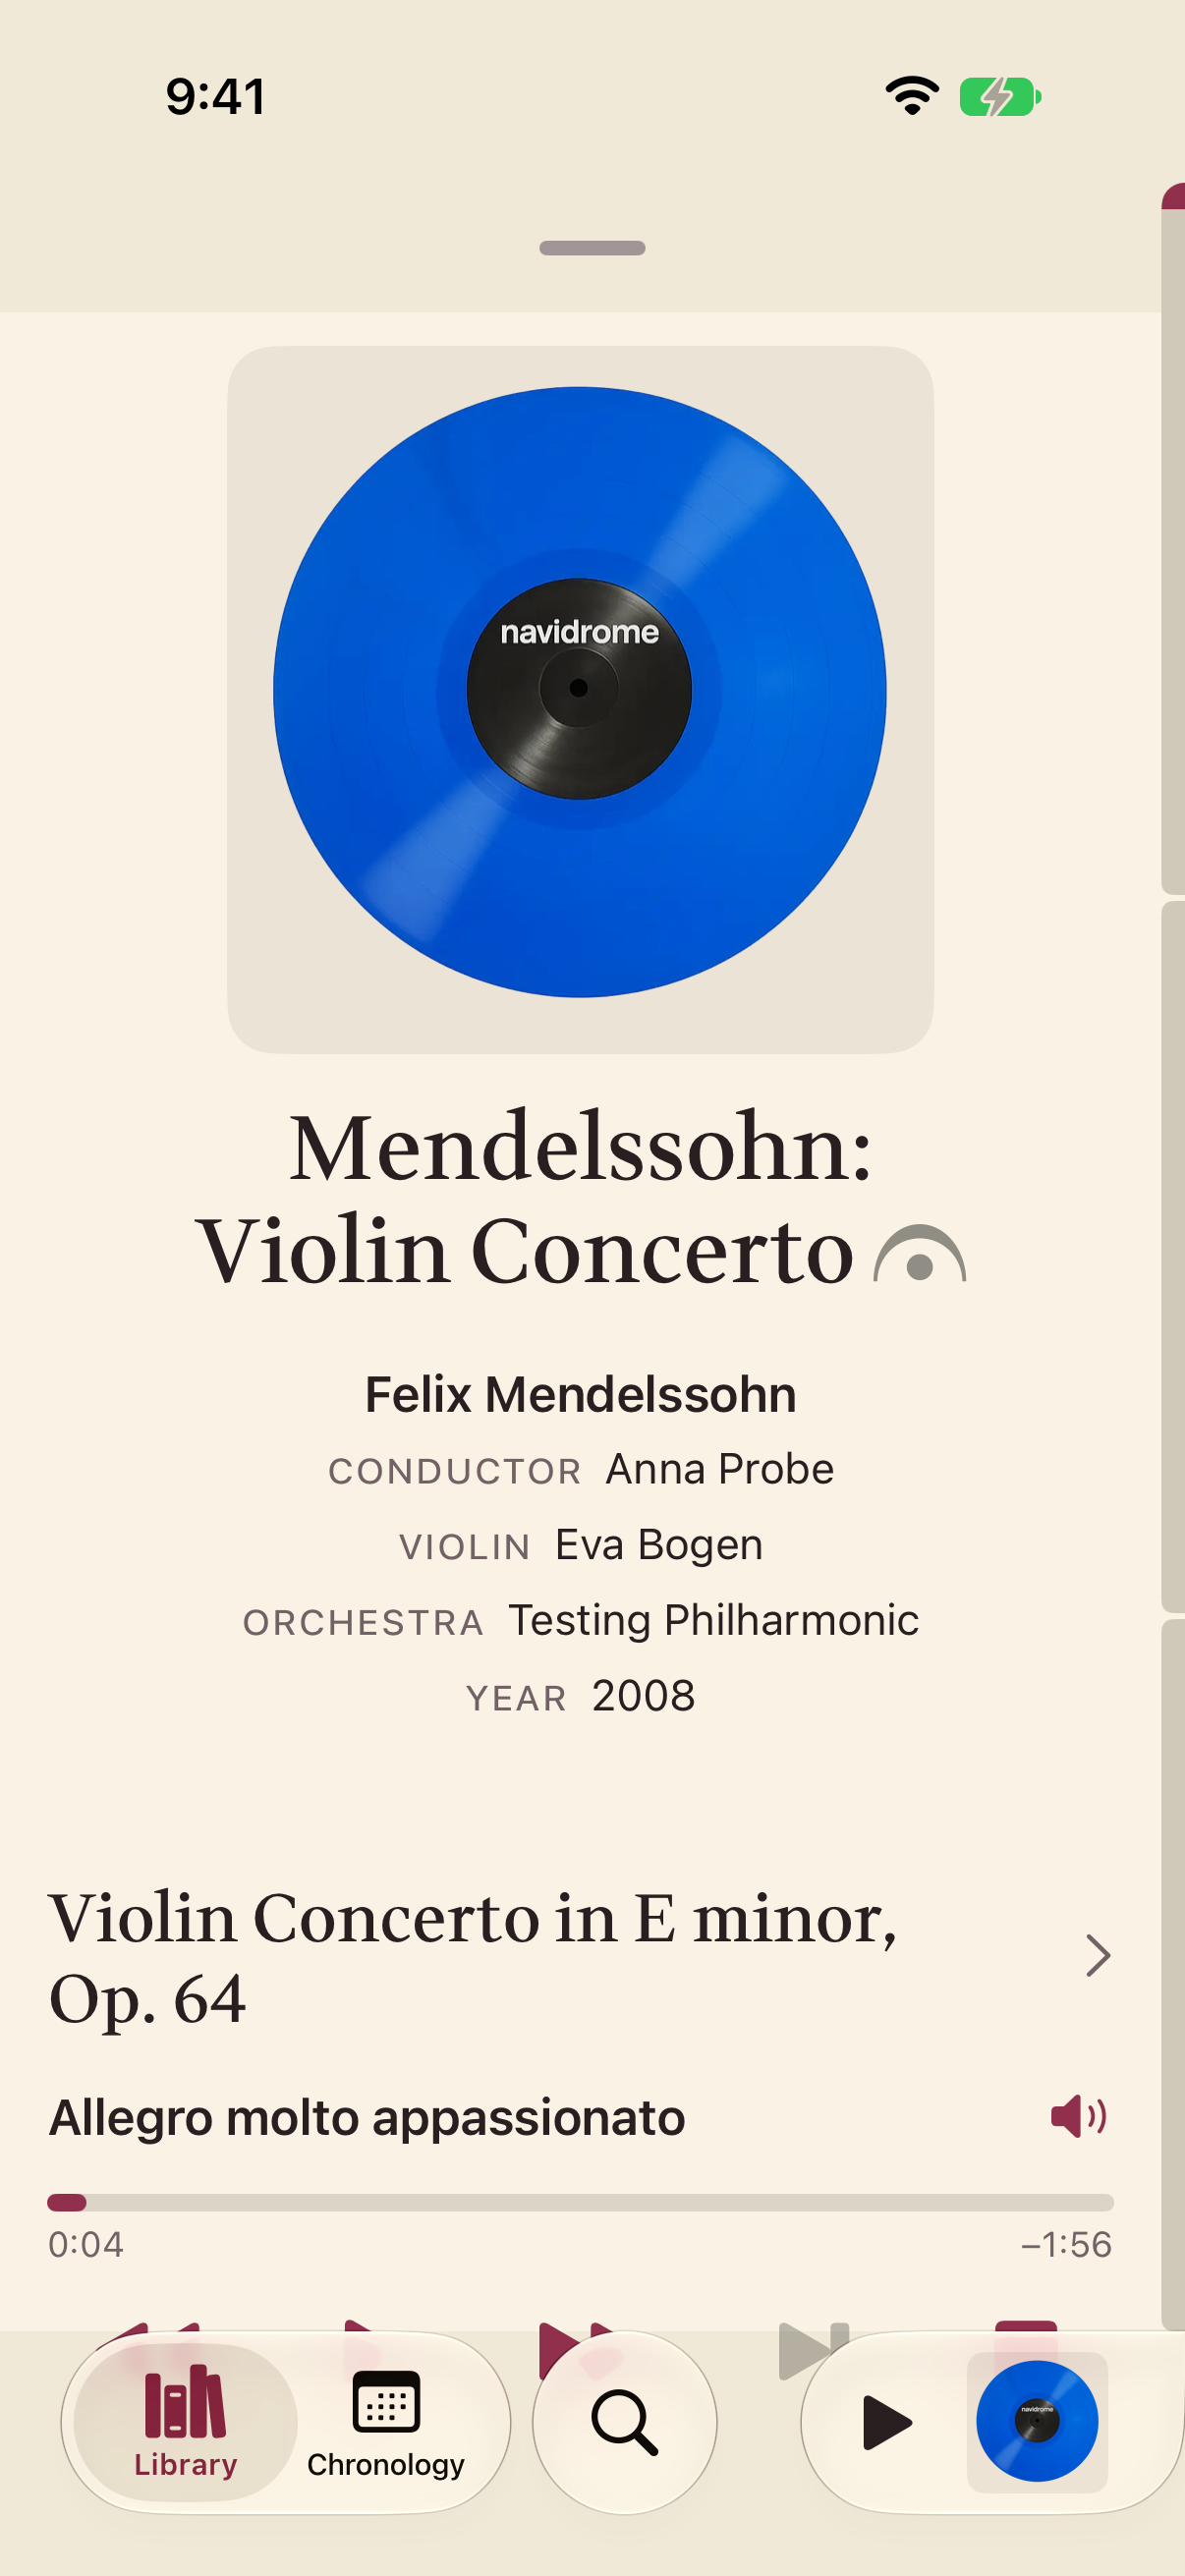 9:41
navidrome
Mendelssohn:
Violin Concerto
Felix Mendelssohn
CONDUCTOR Anna Probe
VIOLIN Eva Bogen
ORCHESTRA Testing Philharmonic
YEAR 2008
Violin Concerto in E minor,
Op. 64
Allegro molto appassionato
0:04 –1:56
Library Chronology
navidrome